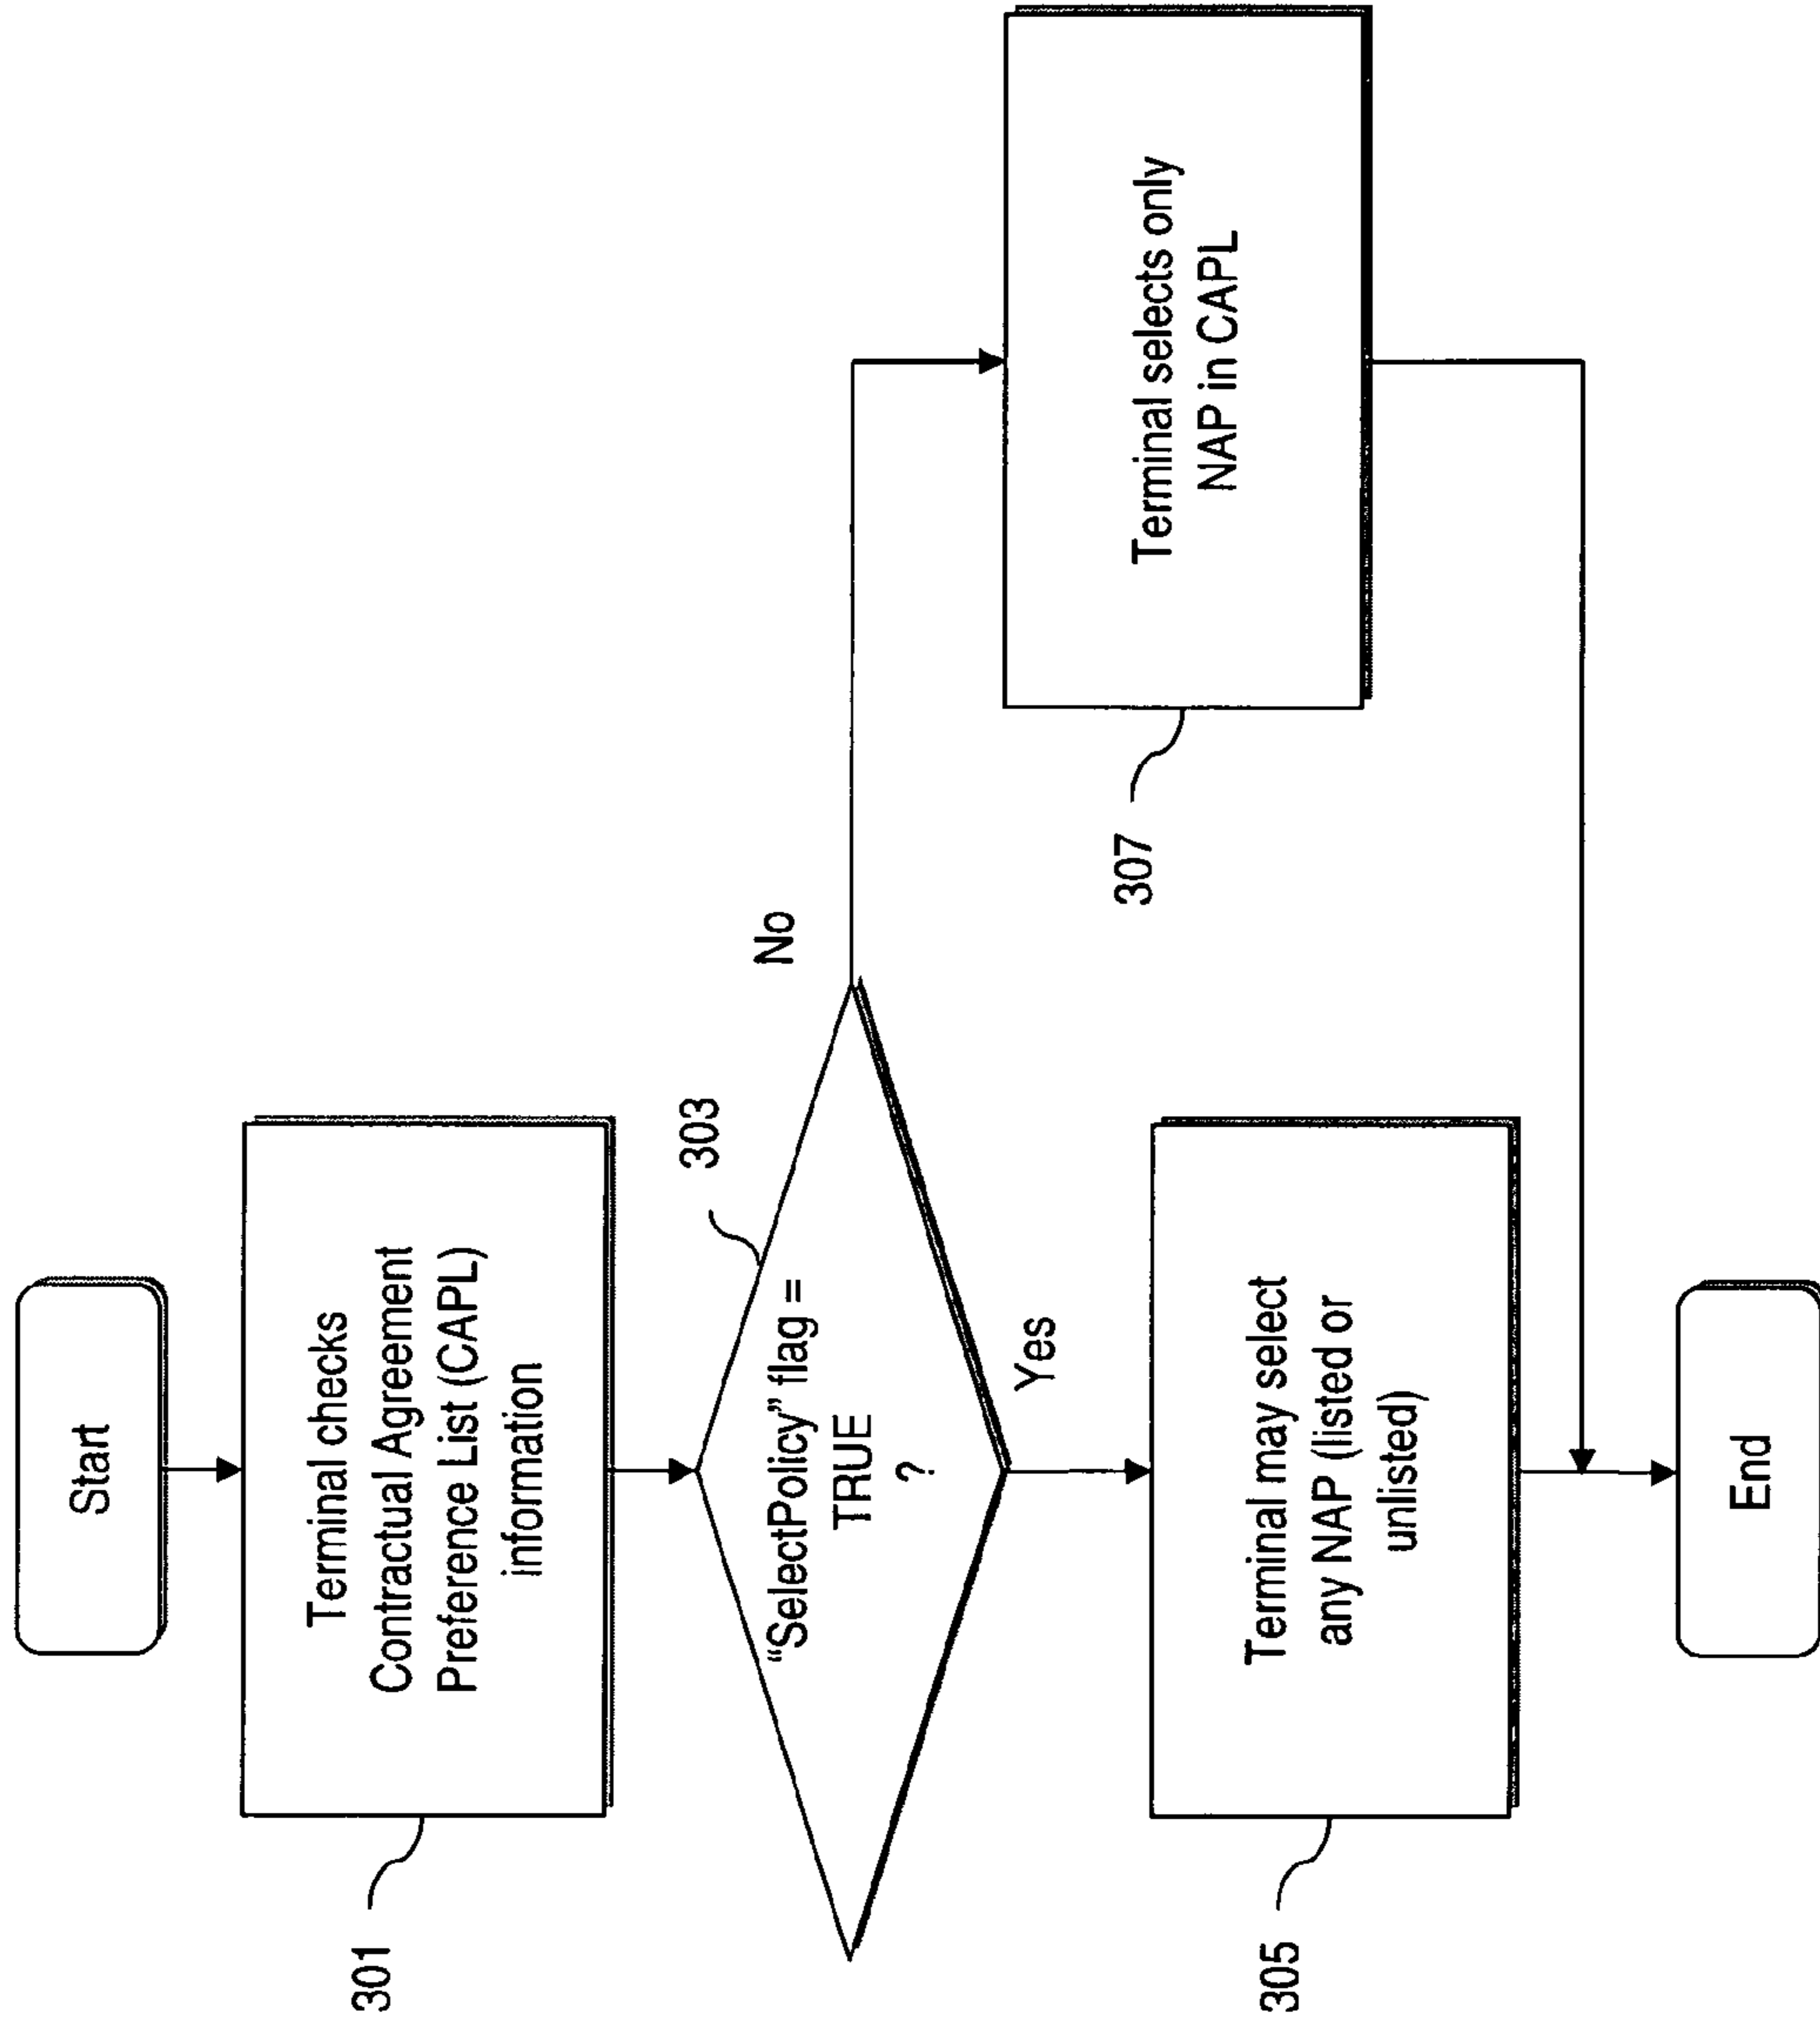 Start
301
Terminal checks
Contractual Agreement
Preference List (CAPL)
information
303
“SelectPolicy” flag =
TRUE
?
No
Yes
305
Terminal may select
any NAP (listed or
unlisted)
307
Terminal selects only
NAP in CAPL
End